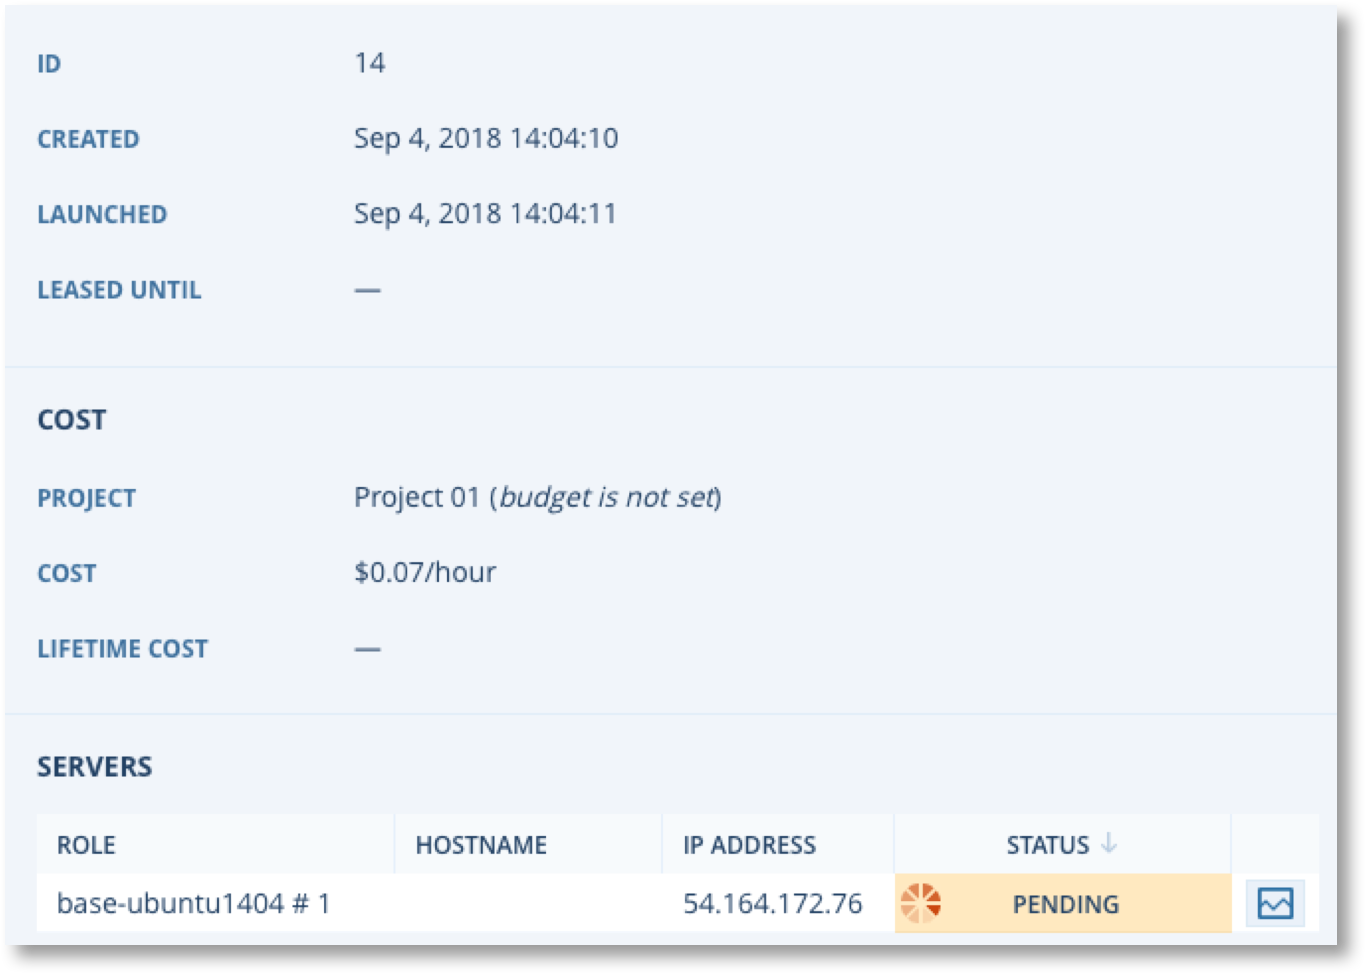 ID 14
CREATED Sep 4, 2018 14:04:10
LAUNCHED Sep 4, 2018 14:04:11
LEASED UNTIL —
COST
PROJECT Project 01 (budget is not set)
COST $0.07/hour
LIFETIME COST —
SERVERS
ROLE HOSTNAME IP ADDRESS STATUS ↓
base-ubuntu1404 # 1 54.164.172.76 PENDING